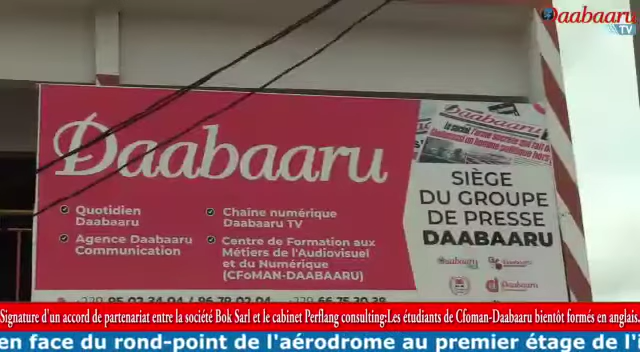 Daabaaru
TV
Daabaaru
Quotidien
Daabaaru
Agence Daabaaru
Communication
Chaîne numérique
Daabaaru TV
Centre de Formation aux
Métiers de l'Audiovisuel
et du Numérique
(CFoMAN-DAABAARU)
Daabaaru
SIÈGE
DU GROUPE
DE PRESSE
DAABAARU
Signature d'un accord de partenariat entre la société Bok Sarl et le cabinet Perflang consulting:Les étudiants de Cfoman-Daabaaru bientôt formés en anglais.
en face du rond-point de l'aérodrome au premier étage de l'i